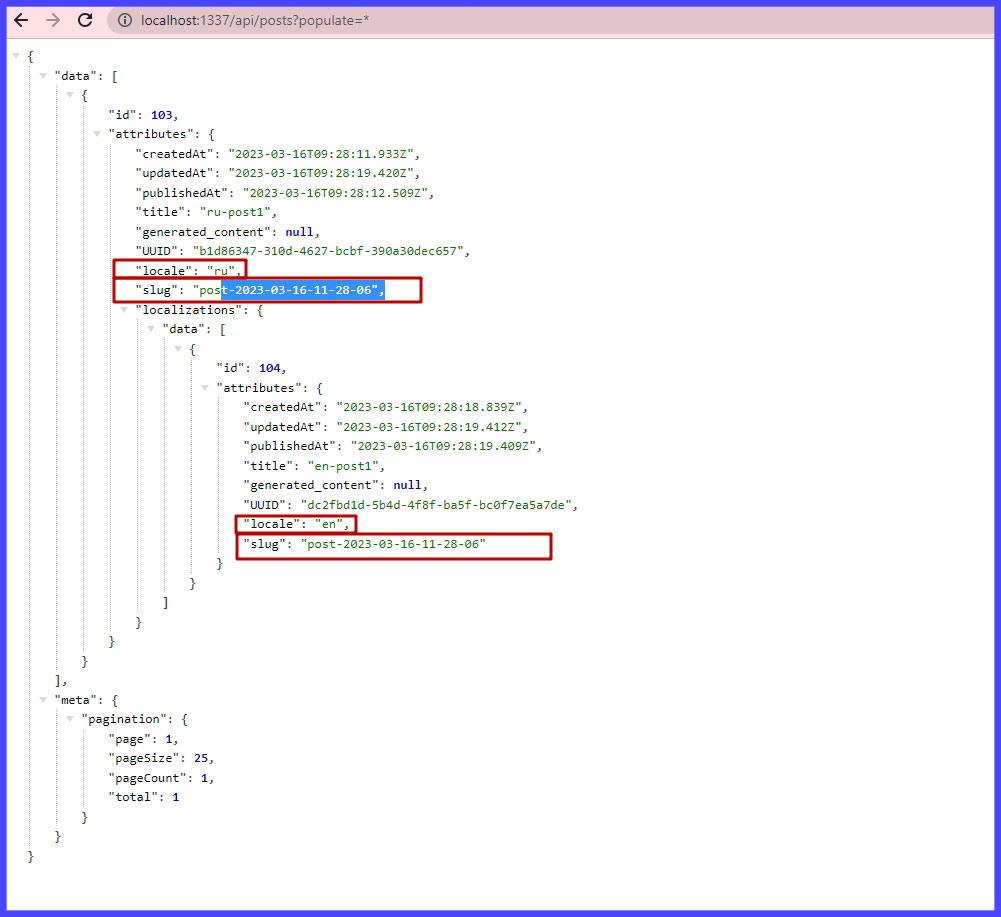 localhost:1337/api/posts?populate=*
{
"data": [
{
"id": 103,
"attributes": {
"createdAt": "2023-03-16T09:28:11.933Z",
"updatedAt": "2023-03-16T09:28:19.420Z",
"publishedAt": "2023-03-16T09:28:12.509Z",
"title": "ru-post1",
"generated_content": null,
"UUID": "b1d86347-310d-4627-bcbf-390a30dec657",
"locale": "ru",
"slug": "post-2023-03-16-11-28-06",
"localizations": {
"data": [
{
"id": 104,
"attributes": {
"createdAt": "2023-03-16T09:28:18.839Z",
"updatedAt": "2023-03-16T09:28:19.412Z",
"publishedAt": "2023-03-16T09:28:19.409Z",
"title": "en-post1",
"generated_content": null,
"UUID": "dc2fbd1d-5b4d-4f8f-ba5f-bc0f7ea5a7de",
"locale": "en",
"slug": "post-2023-03-16-11-28-06"
}
}
]
}
}
}
],
"meta": {
"pagination": {
"page": 1,
"pageSize": 25,
"pageCount": 1,
"total": 1
}
}
}